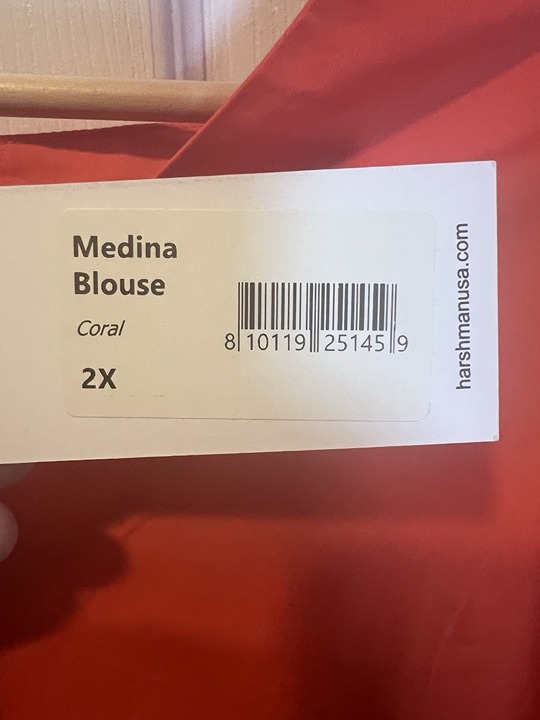 Medina
Blouse
Coral
2X
8 10119 25145 9
harshmanusa.com